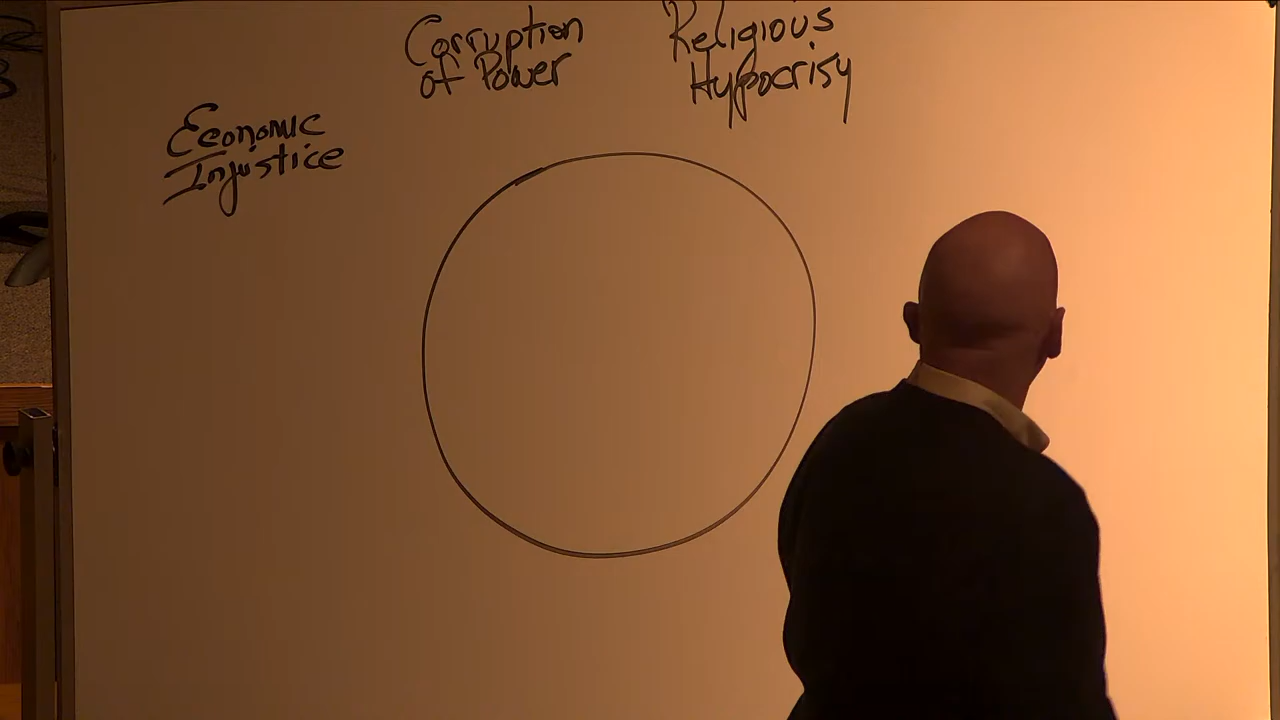 Corruption
of Power
Religious
Hypocrisy
Economic
Injustice